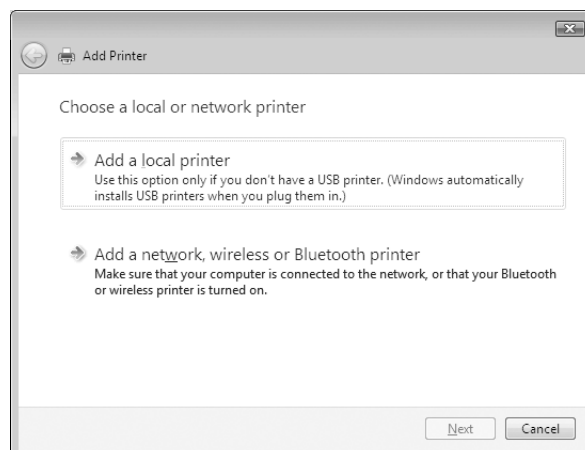 Add Printer
Choose a local or network printer
Add a local printer
Use this option only if you don't have a USB printer. (Windows automatically
installs USB printers when you plug them in.)
Add a network, wireless or Bluetooth printer
Make sure that your computer is connected to the network, or that your Bluetooth
or wireless printer is turned on.
Next
Cancel